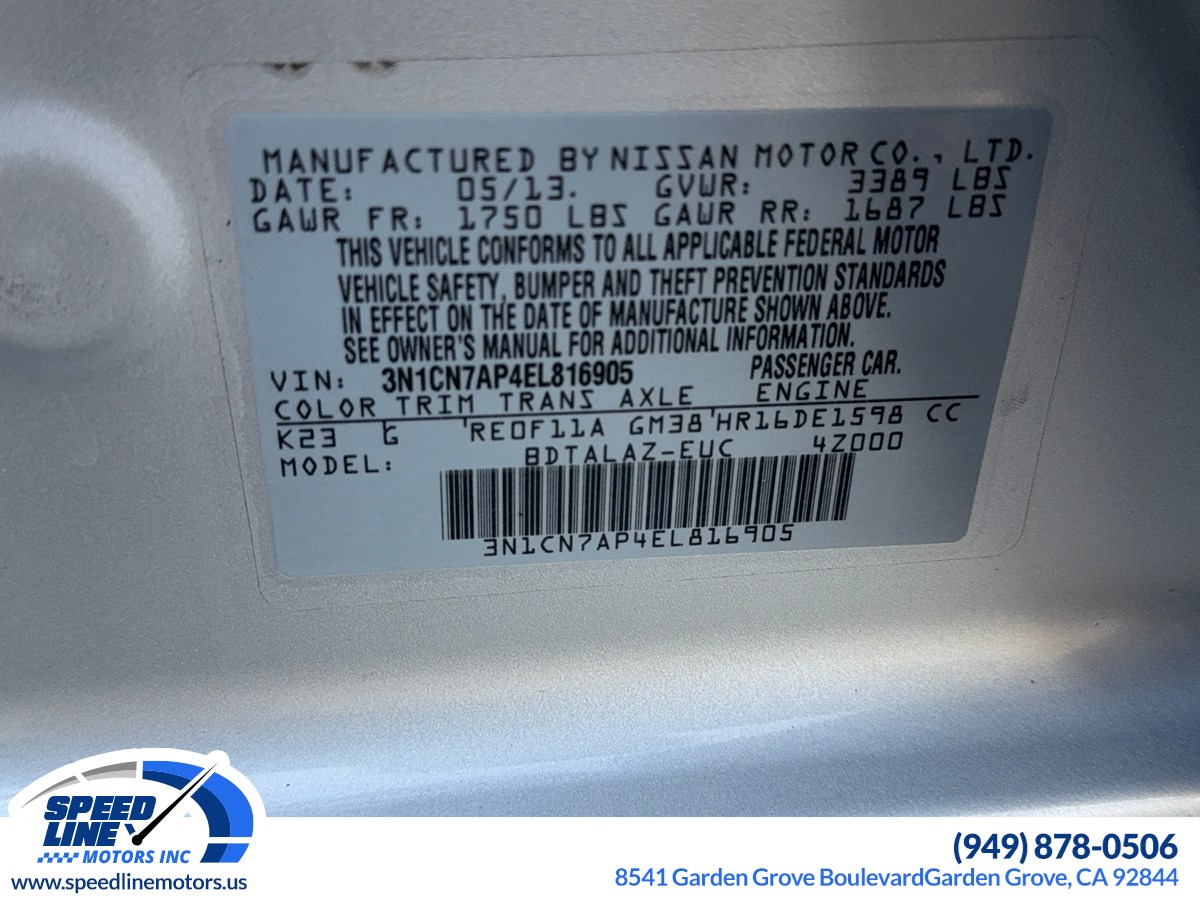 MANUFACTURED BY NISSAN MOTOR CO., LTD.
DATE: 05/13. GVWR: 3389 LBS
GAWR FR: 1750 LBS GAWR RR: 1687 LBS
THIS VEHICLE CONFORMS TO ALL APPLICABLE FEDERAL MOTOR
VEHICLE SAFETY, BUMPER AND THEFT PREVENTION STANDARDS
IN EFFECT ON THE DATE OF MANUFACTURE SHOWN ABOVE.
SEE OWNER'S MANUAL FOR ADDITIONAL INFORMATION.
VIN: 3N1CN7AP4EL816905 PASSENGER CAR.
COLOR TRIM TRANS AXLE ENGINE
K23 G 'RE0F11A GM38'HR16DE1598 CC
MODEL: BDTALAZ-EUC 4Z000
3N1CN7AP4EL816905
SPEED
LINE
MOTORS INC
www.speedlinemotors.us
(949) 878-0506
8541 Garden Grove BoulevardGarden Grove, CA 92844